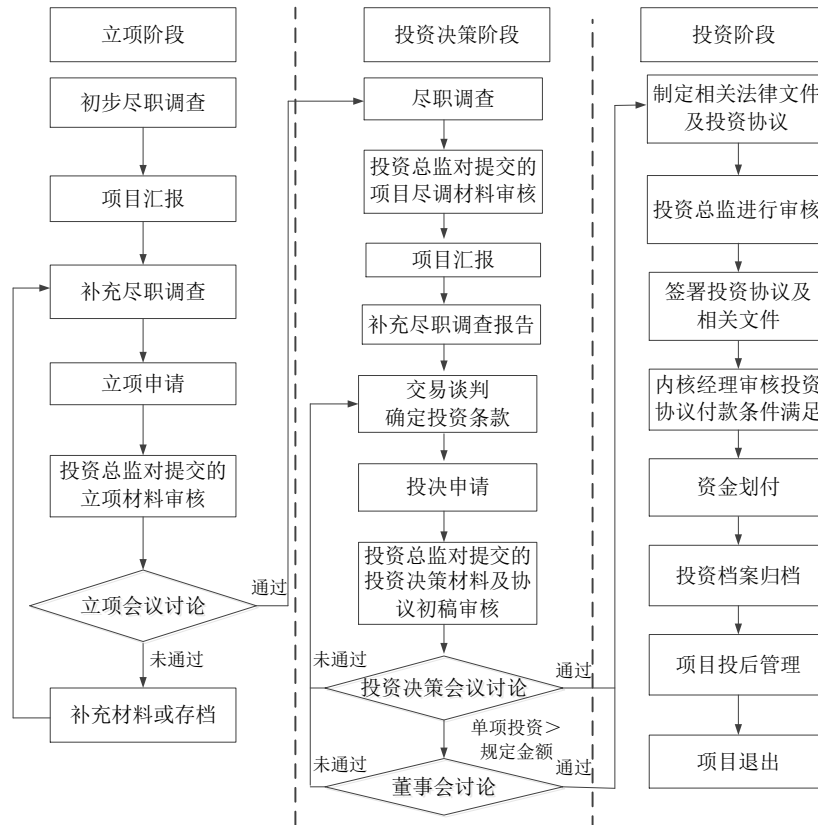 立项阶段
初步尽职调查
项目汇报
补充尽职调查
立项申请
投资总监对提交的
立项材料审核
立项会议讨论
通过
未通过
补充材料或存档
投资决策阶段
尽职调查
投资总监对提交的
项目尽调材料审核
项目汇报
补充尽职调查报告
交易谈判
确定投资条款
投决申请
投资总监对提交的
投资决策材料及协
议初稿审核
未通过
投资决策会议讨论
通过
单项投资＞
规定金额
未通过
董事会讨论
通过
投资阶段
制定相关法律文件
及投资协议
投资总监进行审核
签署投资协议及
相关文件
内核经理审核投资
协议付款条件满足
资金划付
投资档案归档
项目投后管理
项目退出